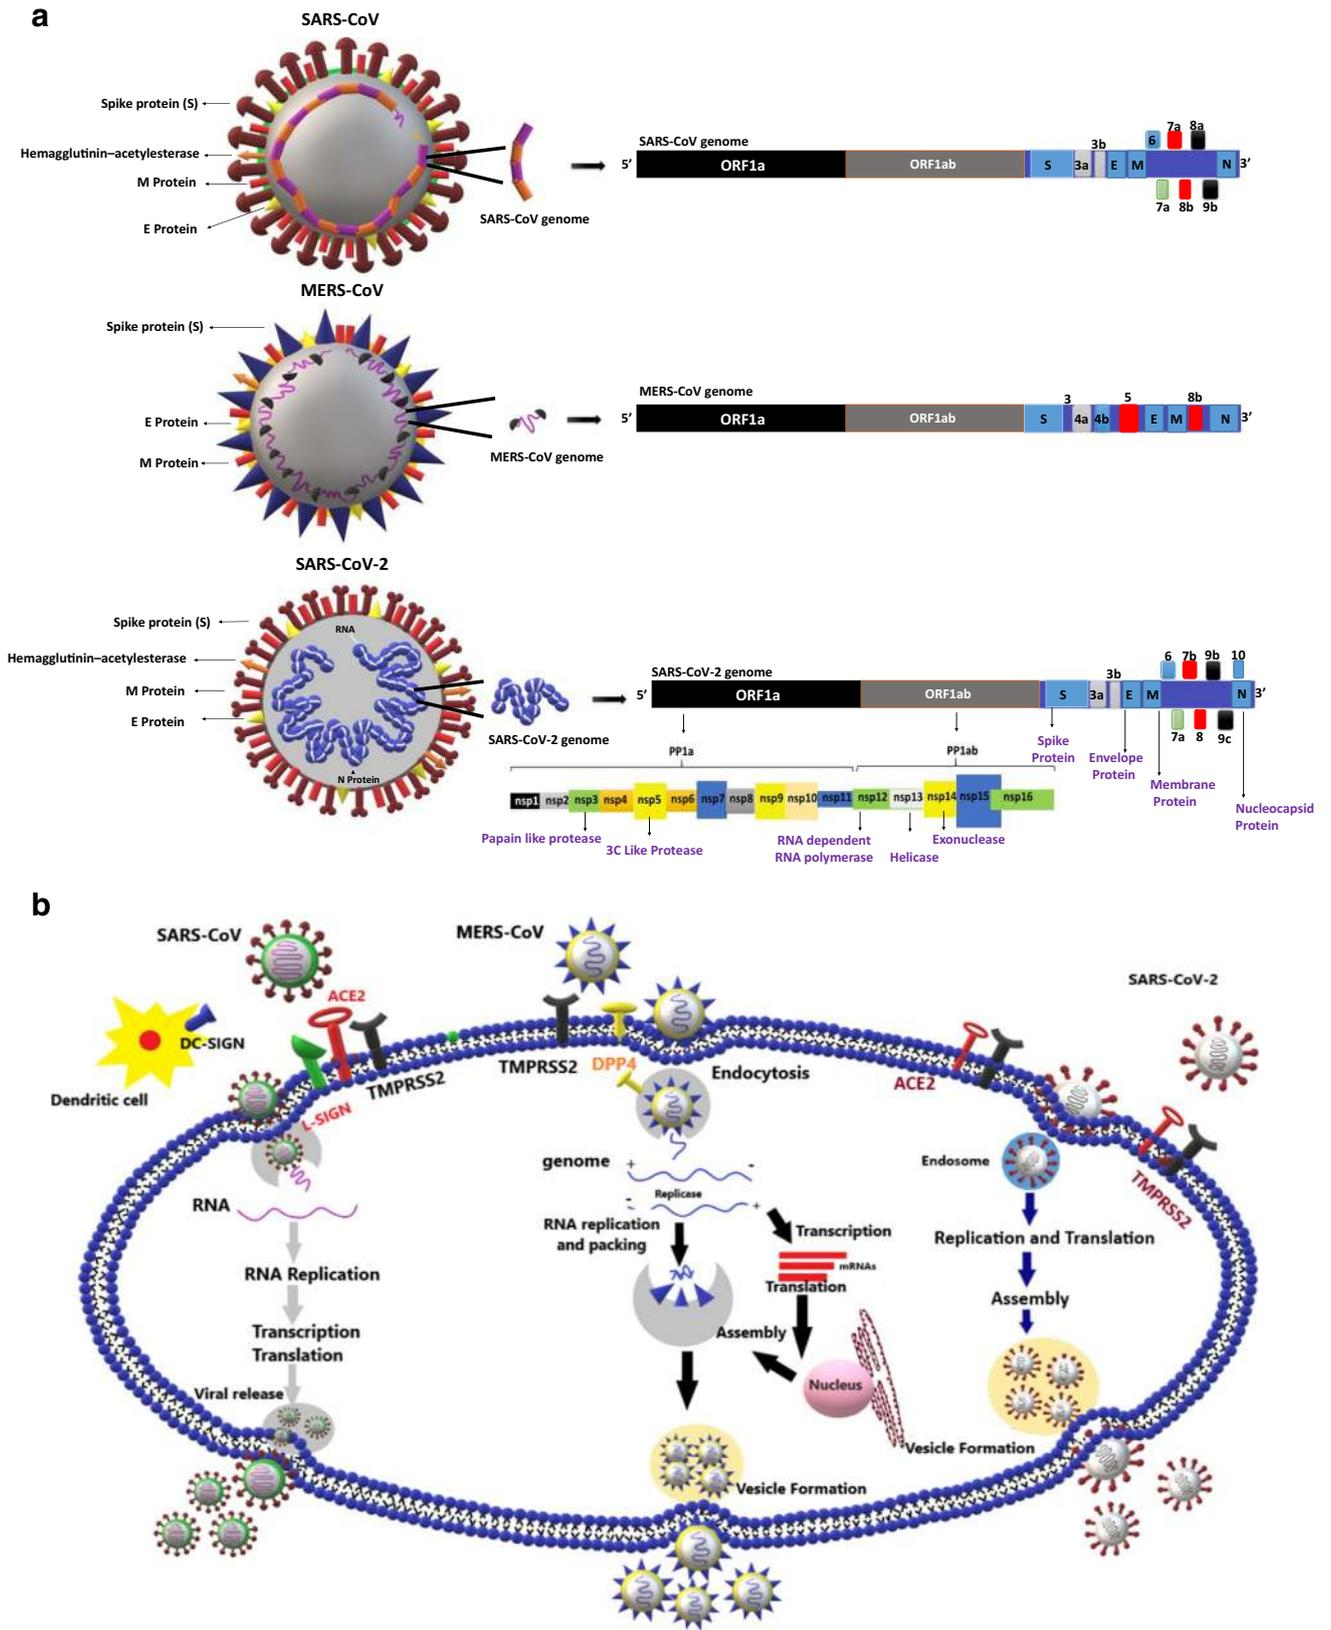 a
SARS-CoV
Spike protein (S)
Hemagglutinin–acetylesterase
M Protein
E Protein
SARS-CoV genome
SARS-CoV genome
5’ ORF1a ORF1ab S 3a 3b E M 6 7a 8a N 3’
7a 8b 9b
MERS-CoV
Spike protein (S)
E Protein
M Protein
MERS-CoV genome
MERS-CoV genome
5’ ORF1a ORF1ab S 3 4a 4b 5 E M 8b N 3’
SARS-CoV-2
Spike protein (S)
Hemagglutinin–acetylesterase
M Protein
E Protein
RNA
N Protein
SARS-CoV-2 genome
SARS-CoV-2 genome
5’ ORF1a ORF1ab S 3a 3b E M 6 7b 9b 10 N 3’
7a 8 9c
PP1a
PP1ab
Spike
Protein
Envelope
Protein
Membrane
Protein
Nucleocapsid
Protein
nsp1 nsp2 nsp3 nsp4 nsp5 nsp6 nsp7 nsp8 nsp9 nsp10 nsp11 nsp12 nsp13 nsp14 nsp15 nsp16
Papain like protease
3C Like Protease
RNA dependent
RNA polymerase
Helicase
Exonuclease
b
SARS-CoV
MERS-CoV
SARS-CoV-2
ACE2
DC-SIGN
Dendritic cell
TMPRSS2
L-SIGN
TMPRSS2
DPP4
Endocytosis
ACE2
TMPRSS2
RNA
RNA Replication
Transcription
Translation
Viral release
genome
+ -
Replicase
- +
RNA replication
and packing
Transcription
mRNAs
Translation
Assembly
Nucleus
Vesicle Formation
Endosome
Replication and Translation
Assembly
Vesicle Formation